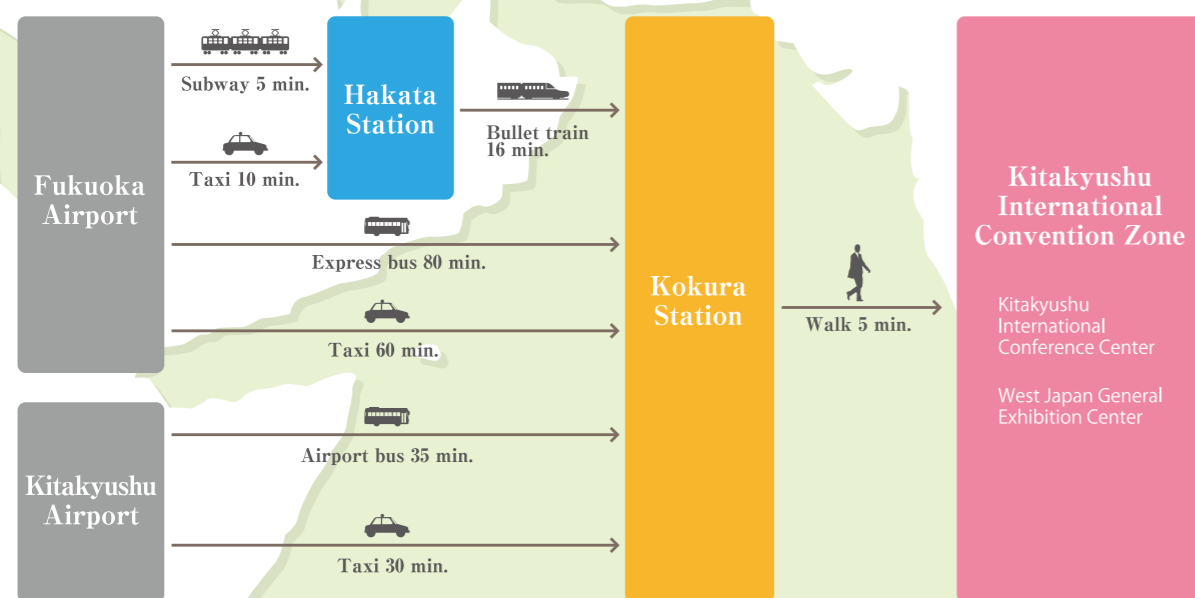 Fukuoka
Airport
Subway 5 min.
Taxi 10 min.
Hakata
Station
Bullet train
16 min.
Express bus 80 min.
Taxi 60 min.
Kitakyushu
Airport
Airport bus 35 min.
Taxi 30 min.
Kokura
Station
Walk 5 min.
Kitakyushu
International
Convention Zone
Kitakyushu
International
Conference Center
West Japan General
Exhibition Center